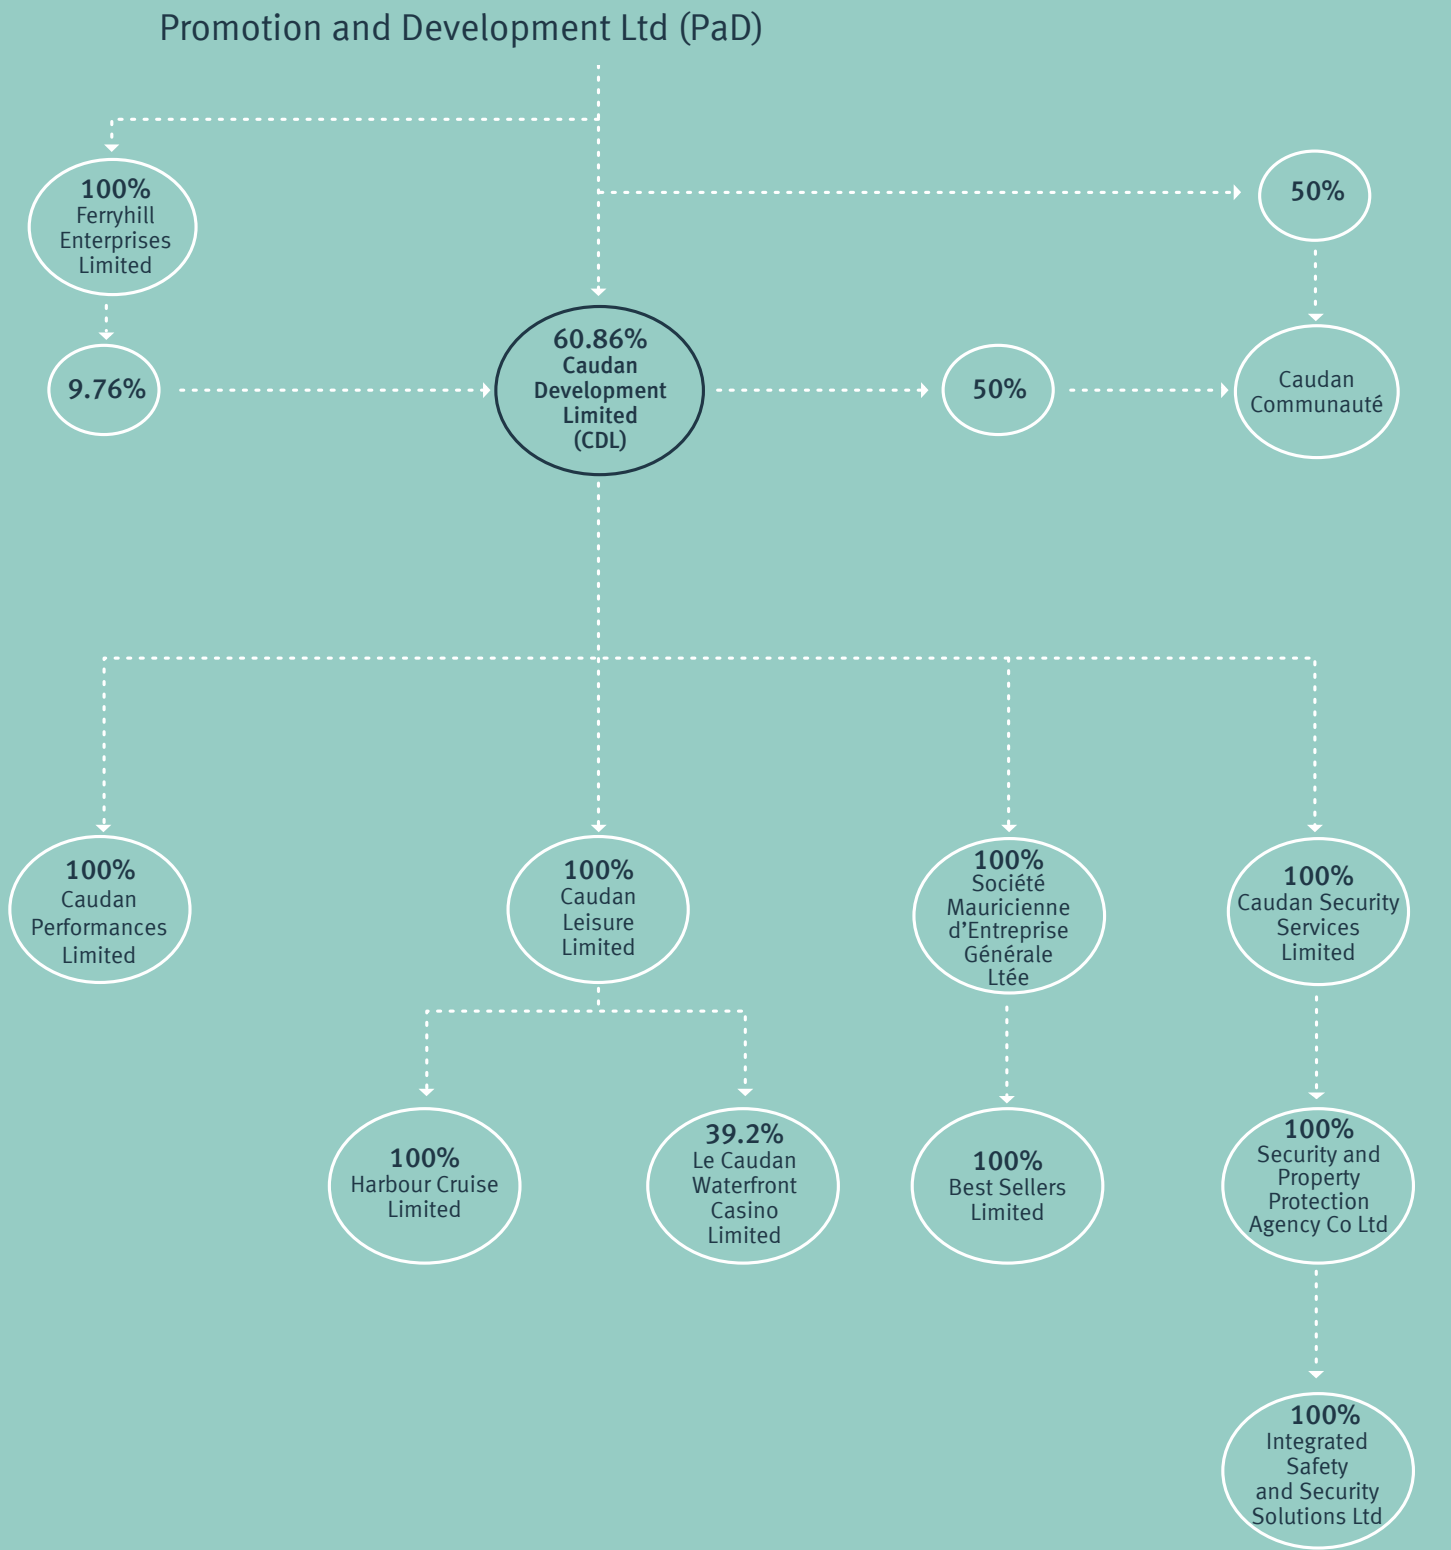 Promotion and Development Ltd (PaD)
100%
Ferryhill
Enterprises
Limited
50%
9.76%
60.86%
Caudan
Development
Limited
(CDL)
50%
Caudan
Communauté
100%
Caudan
Performances
Limited
100%
Caudan
Leisure
Limited
100%
Société
Mauricienne
d’Entreprise
Générale
Ltée
100%
Caudan Security
Services
Limited
100%
Harbour Cruise
Limited
39.2%
Le Caudan
Waterfront
Casino
Limited
100%
Best Sellers
Limited
100%
Security and
Property
Protection
Agency Co Ltd
100%
Integrated
Safety
and Security
Solutions Ltd